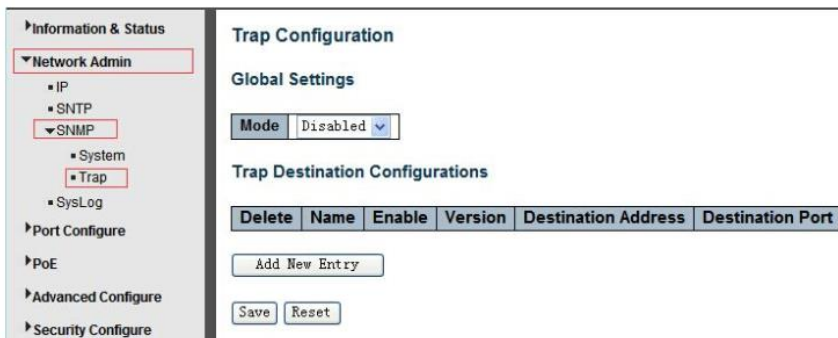 Information & Status
Network Admin
IP
SNTP
SNMP
System
Trap
SysLog
Port Configure
PoE
Advanced Configure
Security Configure
Trap Configuration
Global Settings
Mode Disabled
Trap Destination Configurations
Delete Name Enable Version Destination Address Destination Port
Add New Entry
Save Reset